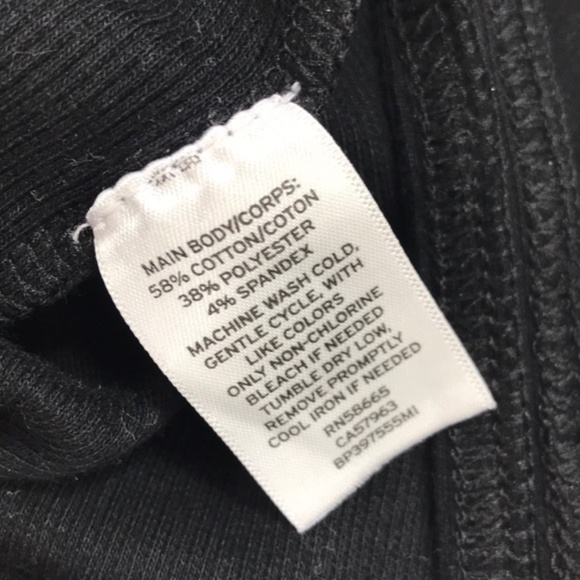 MAIN BODY/CORPS:
58% COTTON/COTON
38% POLYESTER
4% SPANDEX
MACHINE WASH COLD,
GENTLE CYCLE, WITH
LIKE COLORS
ONLY NON-CHLORINE
BLEACH IF NEEDED
TUMBLE DRY LOW,
REMOVE PROMPTLY
COOL IRON IF NEEDED
RN58665
CA57963
BP397555M1